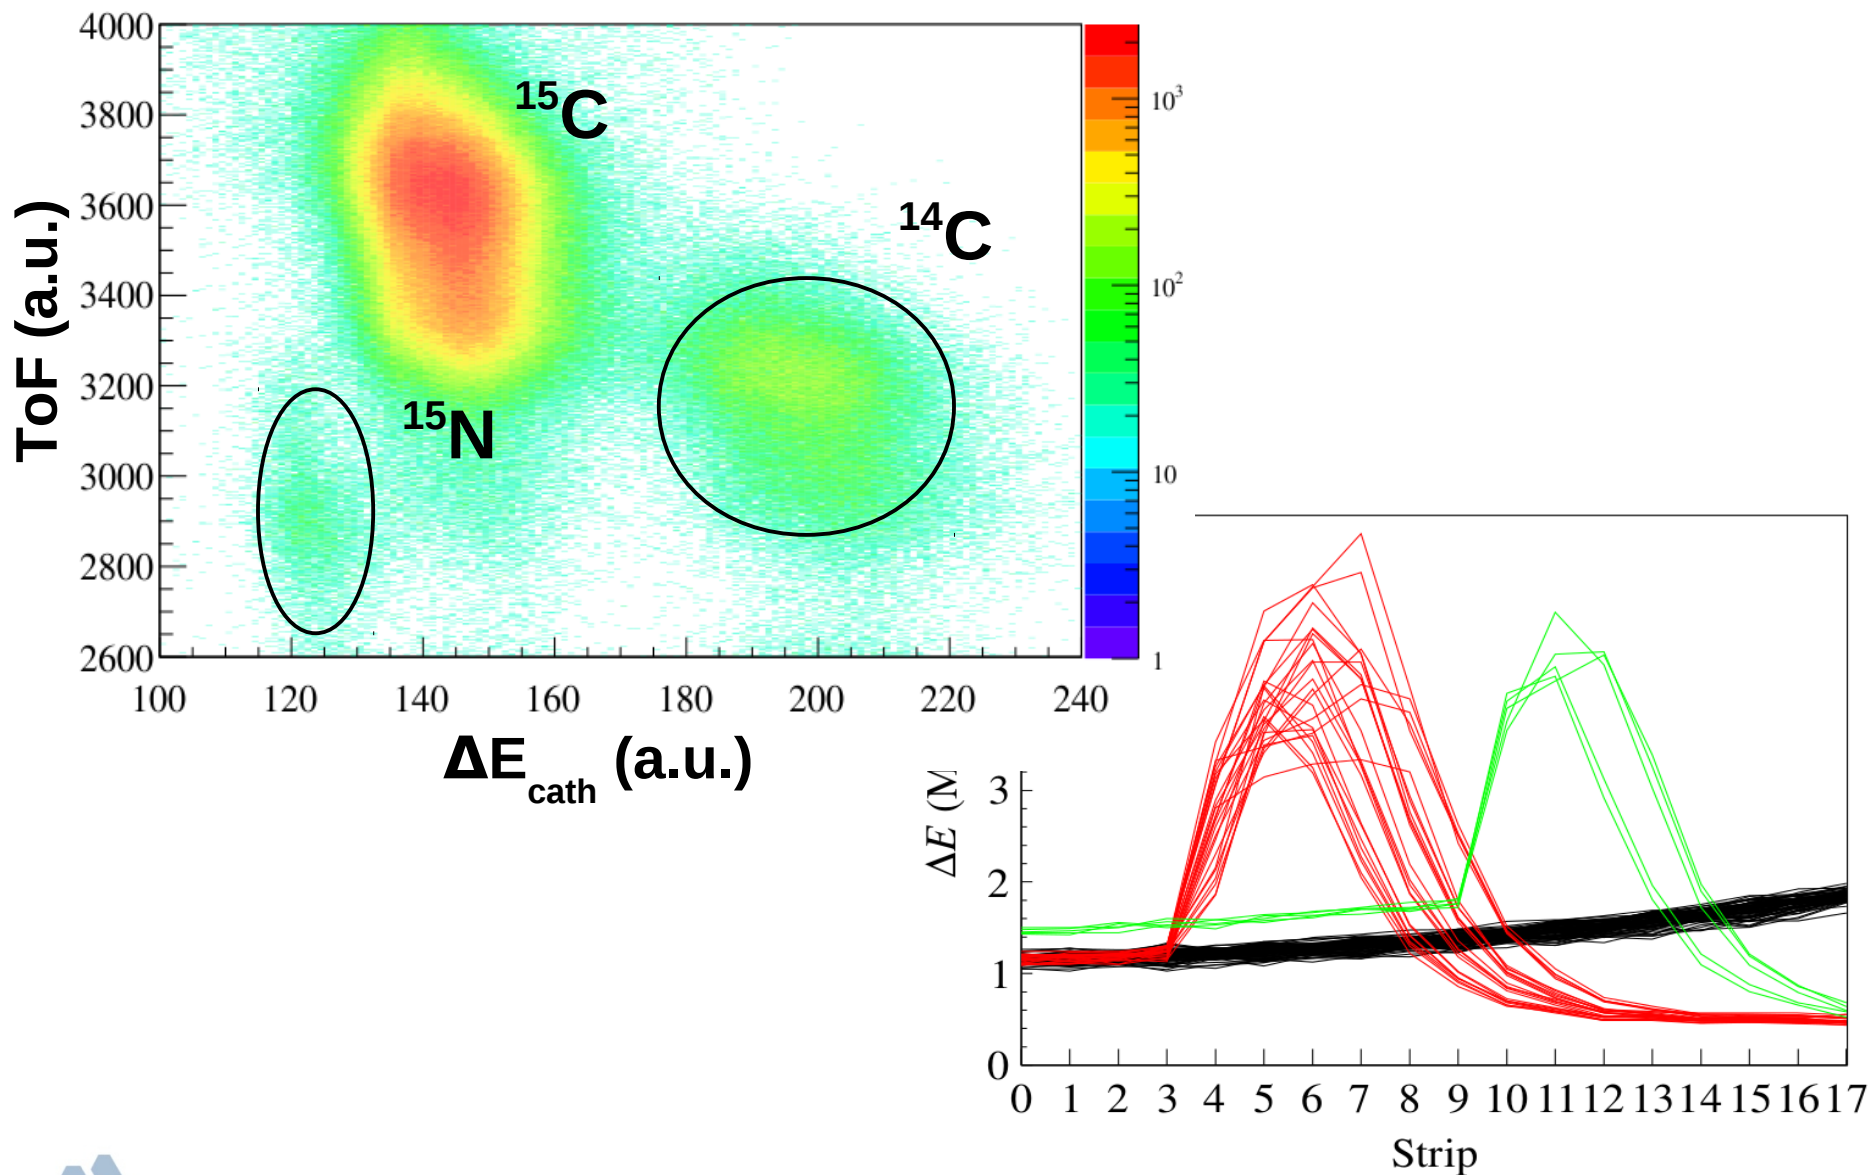 4000
3800
3600
3400
3200
3000
2800
2600
ToF (a.u.)
100 120 140 160 180 200 220 240
ΔE_cath (a.u.)
¹⁵C
¹⁴C
¹⁵N
10³
10²
10
1
ΔE (M
3
2
1
0
0 1 2 3 4 5 6 7 8 9 10 11 12 13 14 15 16 17
Strip